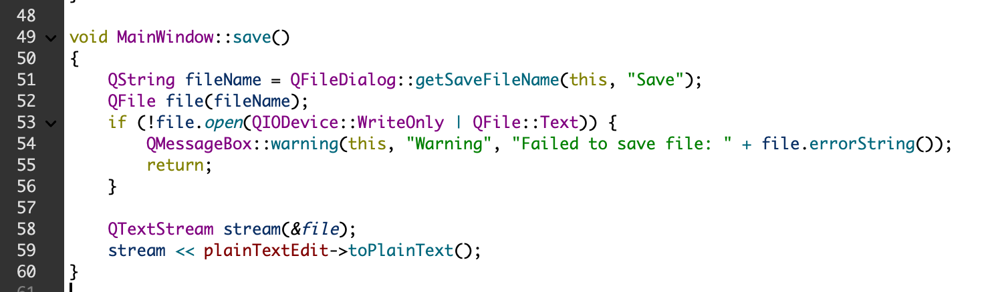 48
49 void MainWindow::save()
50 {
51     QString fileName = QFileDialog::getSaveFileName(this, "Save");
52     QFile file(fileName);
53     if (!file.open(QIODevice::WriteOnly | QFile::Text)) {
54         QMessageBox::warning(this, "Warning", "Failed to save file: " + file.errorString());
55         return;
56     }
57
58     QTextStream stream(&file);
59     stream << plainTextEdit->toPlainText();
60 }
61